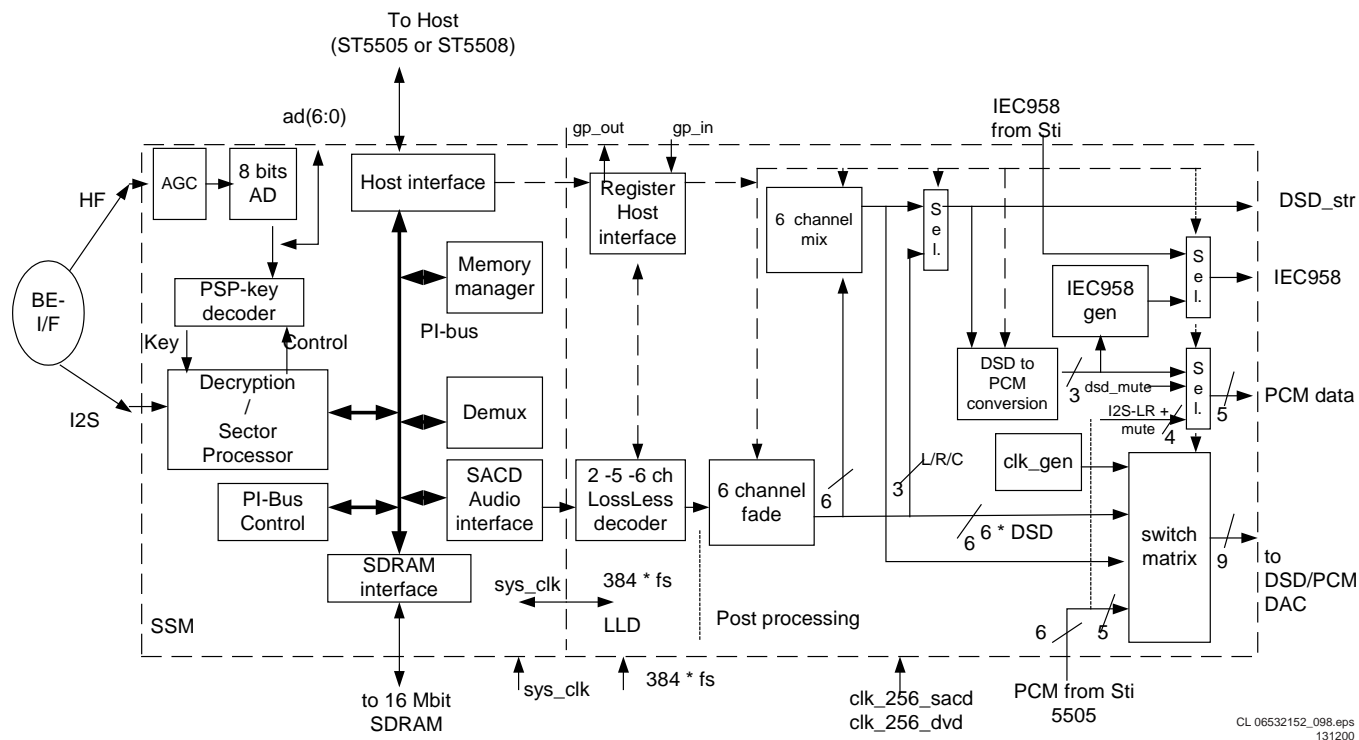 To Host
(ST5505 or ST5508)
ad(6:0)
gp_out
gp_in
IEC958
from Sti
HF
AGC
8 bits
AD
Host interface
Register
Host
interface
6 channel
mix
S
e
l.
DSD_str
S
e
l.
IEC958
BE-
I/F
PSP-key
decoder
Memory
manager
IEC958
gen
Key
Control
PI-bus
I2S
Decryption
/
Sector
Processor
Demux
DSD to
PCM
conversion
3
dsd_mute
I2S-LR +
mute
4
S
e
l.
5
PCM data
PI-Bus
Control
SACD
Audio
interface
2 -5 -6 ch
LossLess
decoder
6 channel
fade
6
3
L/R/C
clk_gen
6
6 * DSD
switch
matrix
9
to
DSD/PCM
DAC
SDRAM
interface
sys_clk
384 * fs
SSM
LLD
Post processing
6
5
to 16 Mbit
SDRAM
sys_clk
384 * fs
clk_256_sacd
clk_256_dvd
PCM from Sti
5505
CL 06532152_098.eps
131200